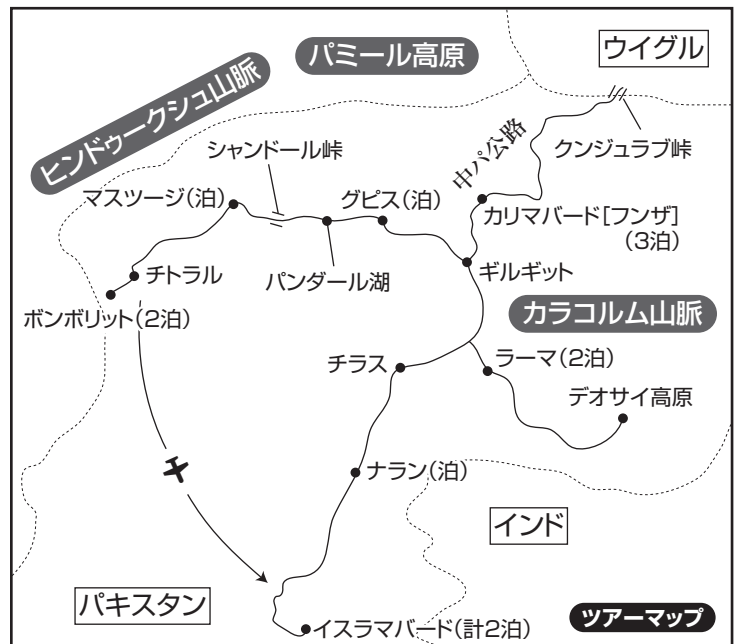 パミール高原
ウイグル
ヒンドゥークシュ山脈
シャンドール峠
中パ公路
クンジュラブ峠
マスツージ(泊)
グピス(泊)
カリマバード[フンザ]
(3泊)
チトラル
パンダール湖
ギルギット
ボンボリット(2泊)
カラコルム山脈
チラス
ラーマ(2泊)
デオサイ高原
ナラン(泊)
インド
パキスタン
イスラマバード(計2泊)
ツアーマップ